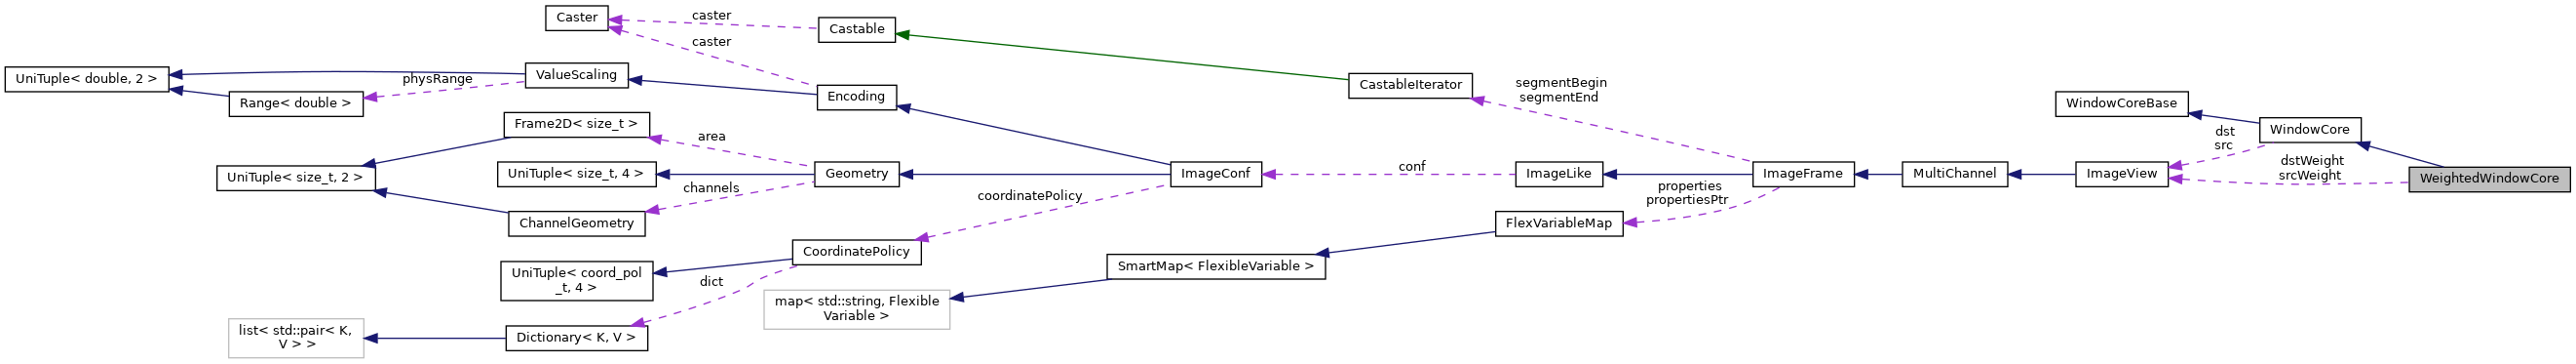 Caster
caster
Castable
caster
UniTuple< double, 2 >
physRange
ValueScaling
Range< double >
Encoding
CastableIterator
segmentBegin
segmentEnd
WindowCoreBase
WindowCore
Frame2D< size_t >
area
dst
src
UniTuple< size_t, 2 >
UniTuple< size_t, 4 >
Geometry
channels
ChannelGeometry
ImageConf
conf
ImageLike
ImageFrame
MultiChannel
ImageView
dstWeight
srcWeight
WeightedWindowCore
coordinatePolicy
properties
propertiesPtr
FlexVariableMap
CoordinatePolicy
UniTuple< coord_pol
_t, 4 >
dict
SmartMap< FlexibleVariable >
map< std::string, Flexible
Variable >
list< std::pair< K,
V > >
Dictionary< K, V >